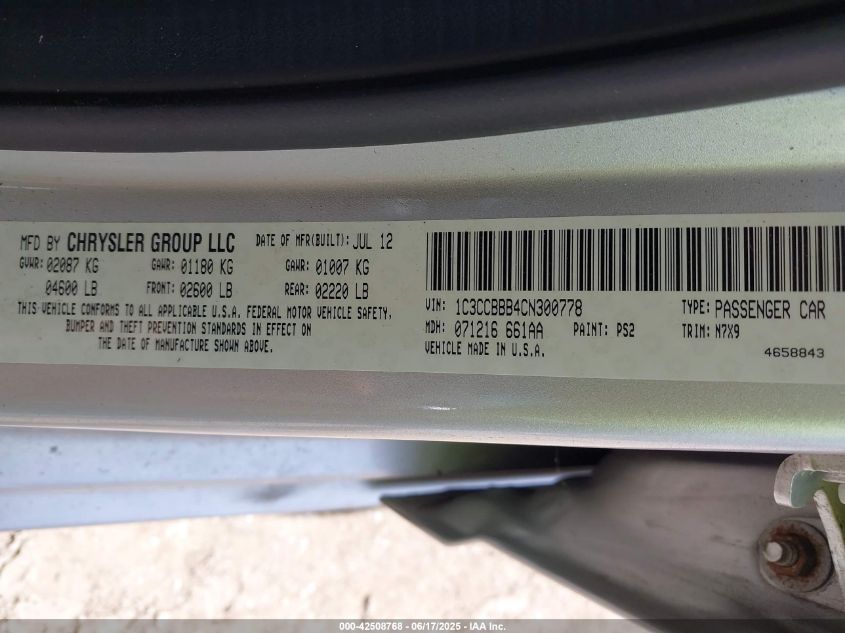 MFD BY CHRYSLER GROUP LLC DATE OF MFR(BUILT): JUL 12
GVWR: 02087 KG GAWR: 01180 KG GAWR: 01007 KG
04600 LB FRONT: 02600 LB REAR: 02220 LB
THIS VEHICLE CONFORMS TO ALL APPLICABLE U.S.A. FEDERAL MOTOR VEHICLE SAFETY,
BUMPER AND THEFT PREVENTION STANDARDS IN EFFECT ON
THE DATE OF MANUFACTURE SHOWN ABOVE.
VIN: 1C3CCBBB4CN300778 TYPE: PASSENGER CAR
MDH: 071216 661AA PAINT: PS2 TRIM: N7X9
VEHICLE MADE IN U.S.A. 4658843
000-42508768 - 06/17/2025 - IAA Inc.